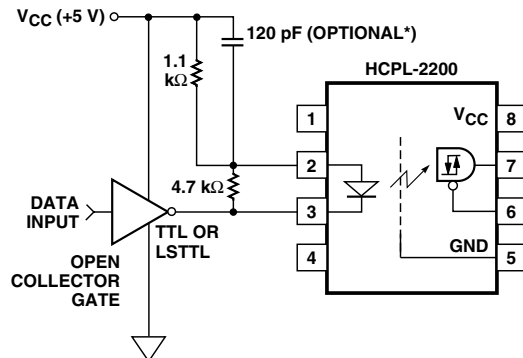 VCC (+5 V)
120 pF (OPTIONAL*)
1.1
kΩ
HCPL-2200
1
VCC
8
2
7
4.7 kΩ
DATA
INPUT
3
6
TTL OR
LSTTL
4
GND
5
OPEN
COLLECTOR
GATE